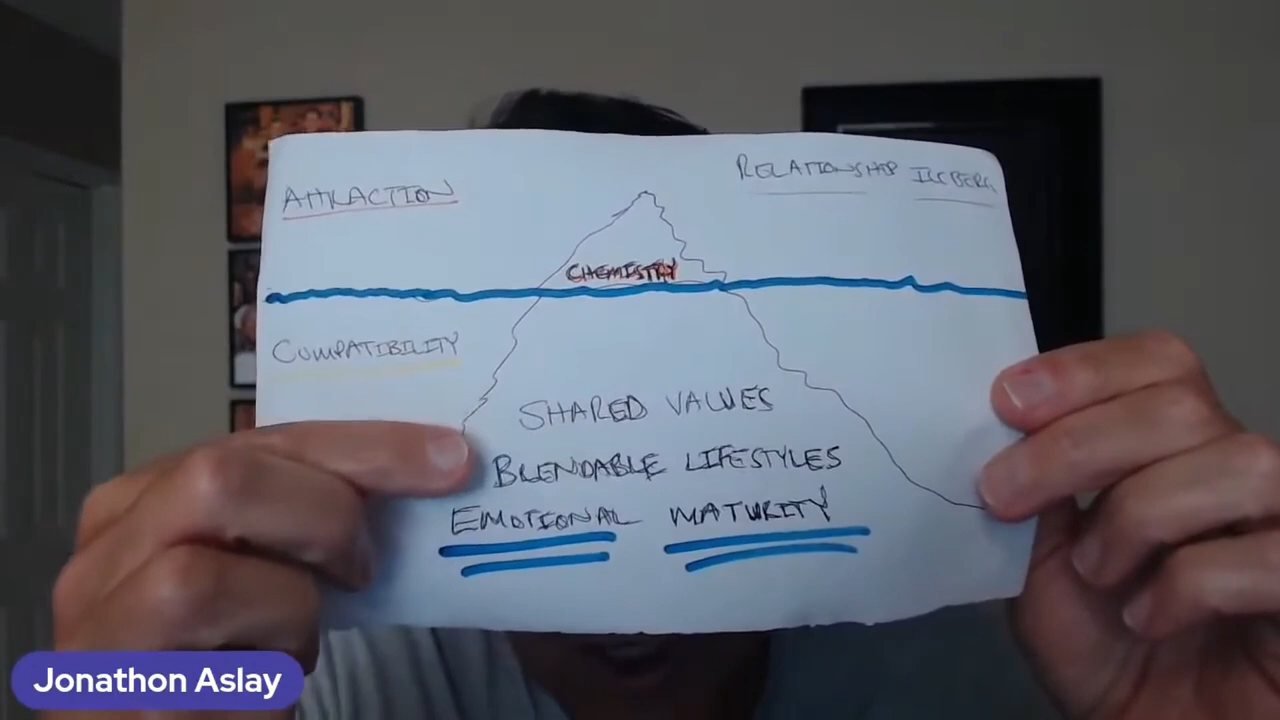 RELATIONSHIP ICEBERG
ATTRACTION
CHEMISTRY
COMPATIBILITY
SHARED VALUES
BLENDABLE LIFESTYLES
EMOTIONAL MATURITY
Jonathon Aslay